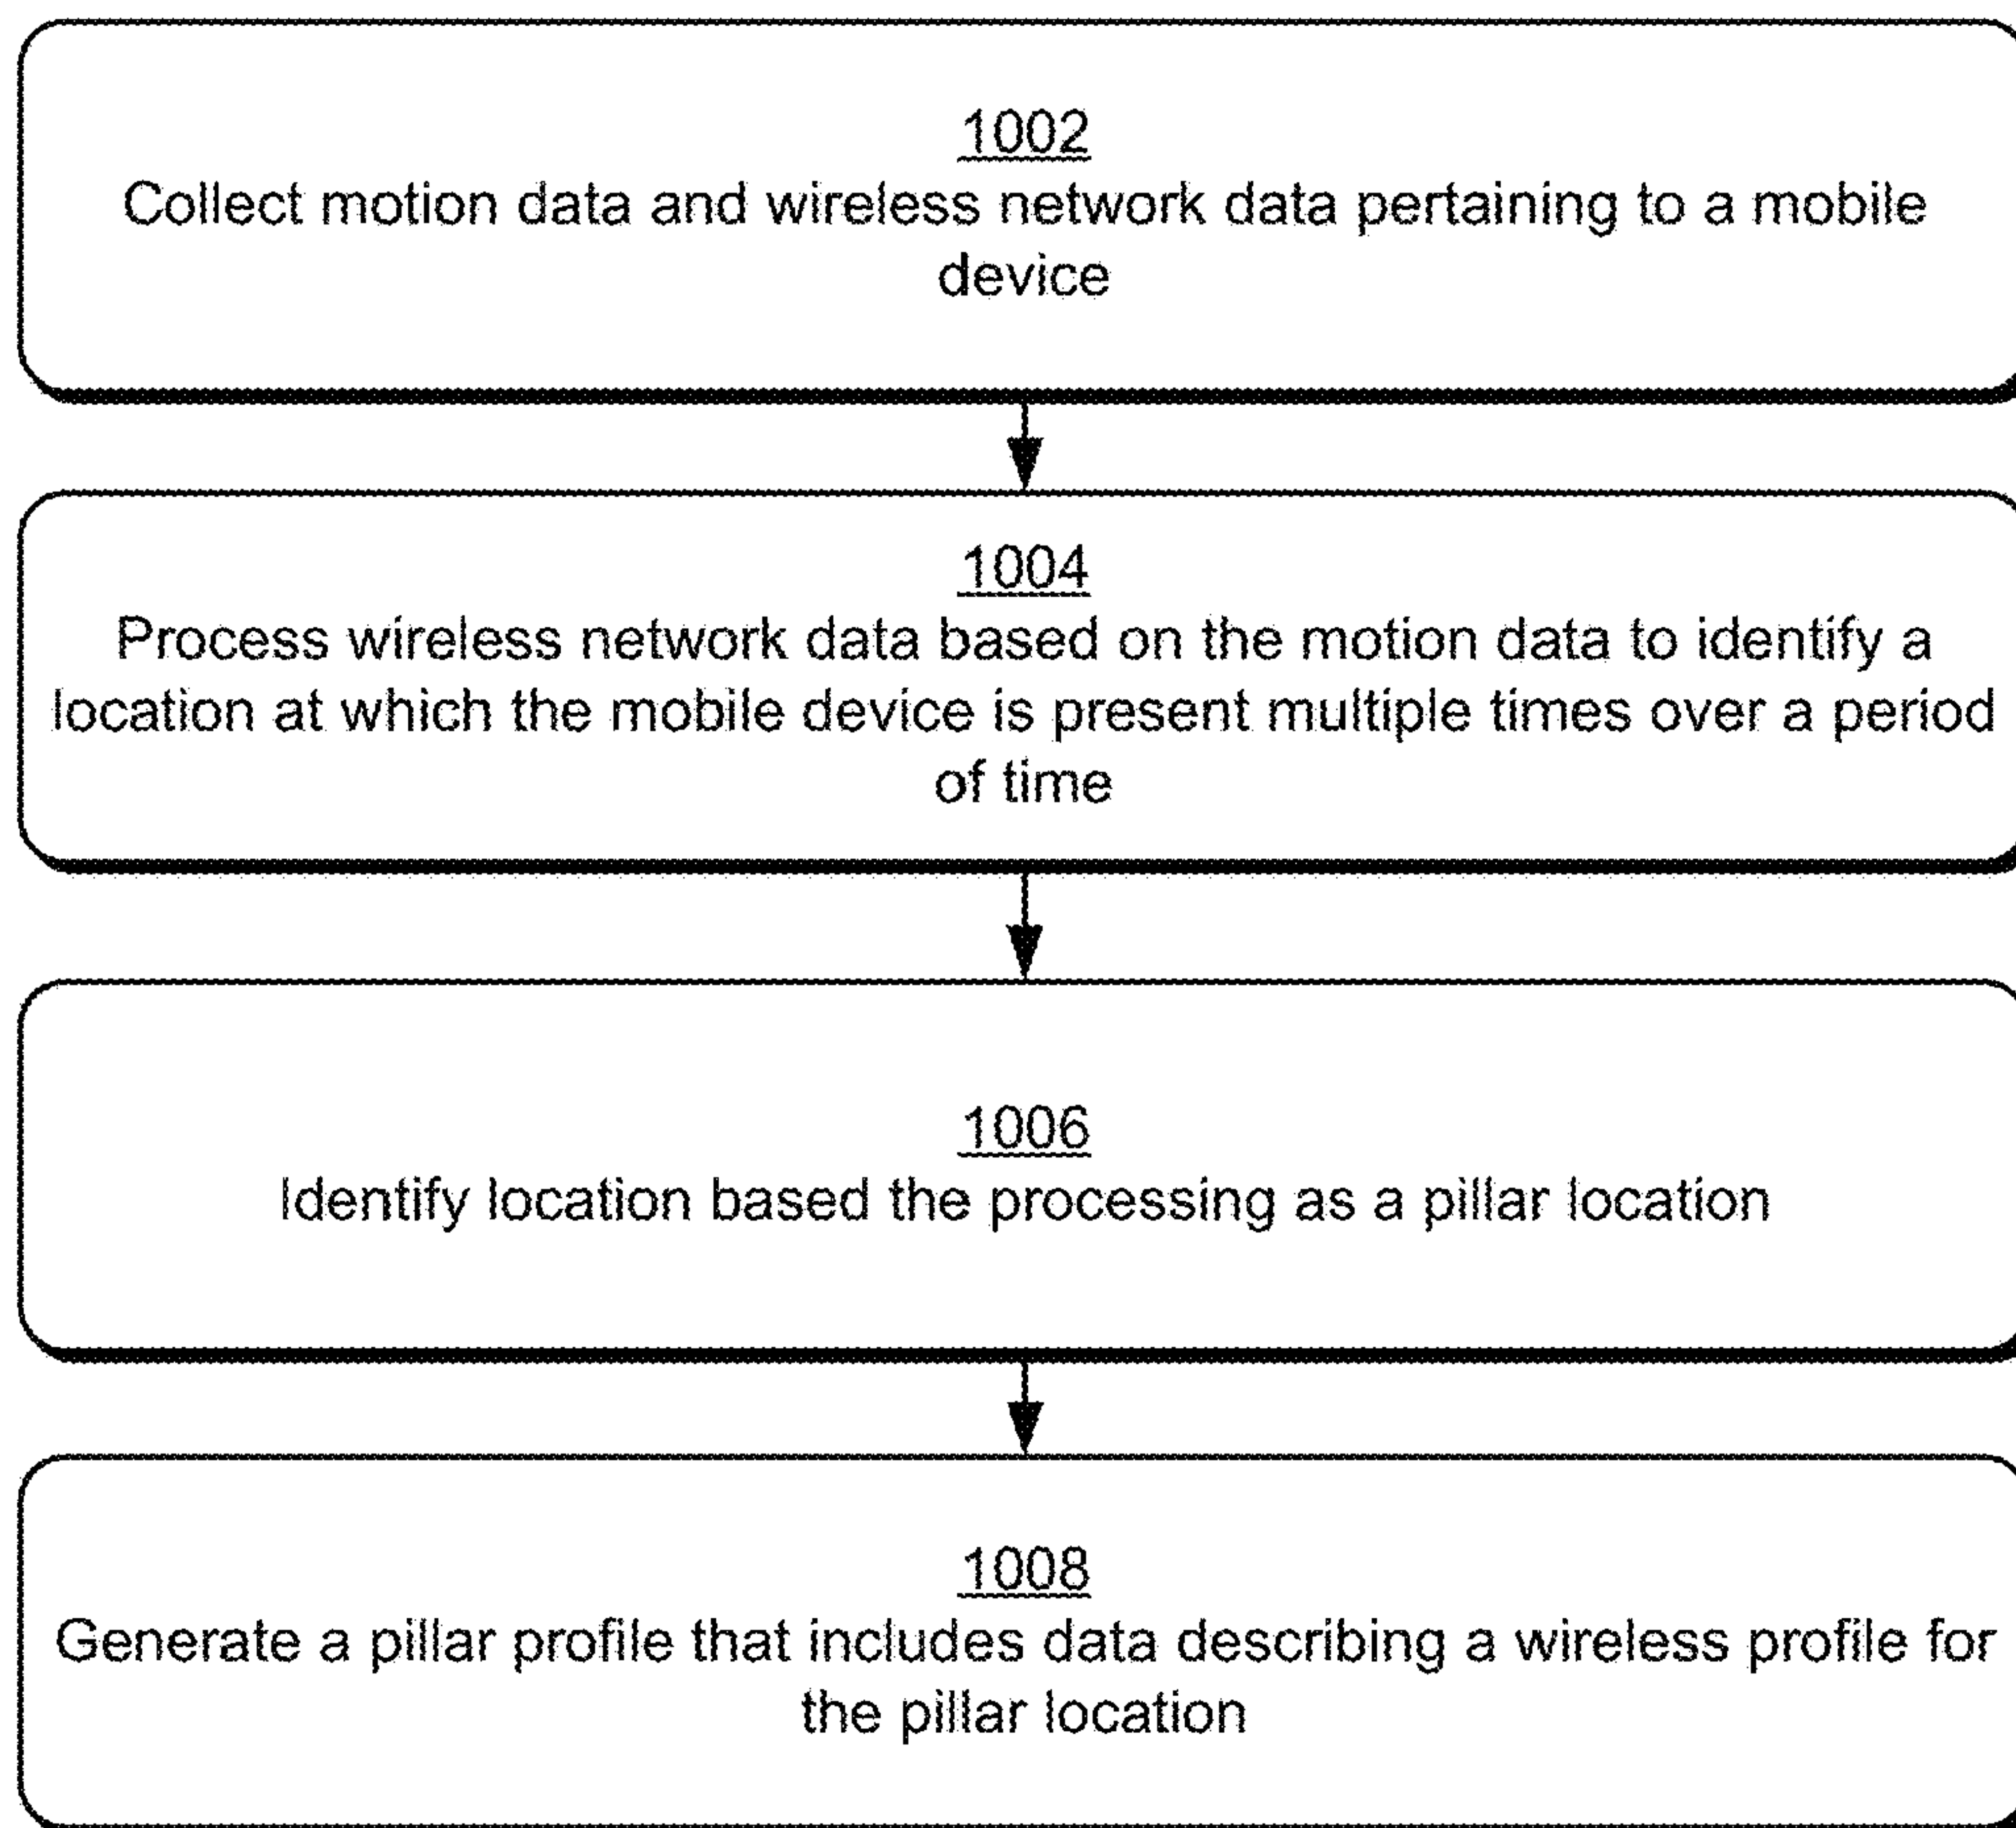 1002
Collect motion data and wireless network data pertaining to a mobile
device
1004
Process wireless network data based on the motion data to identify a
location at which the mobile device is present multiple times over a period
of time
1006
Identify location based the processing as a pillar location
1008
Generate a pillar profile that includes data describing a wireless profile for
the pillar location